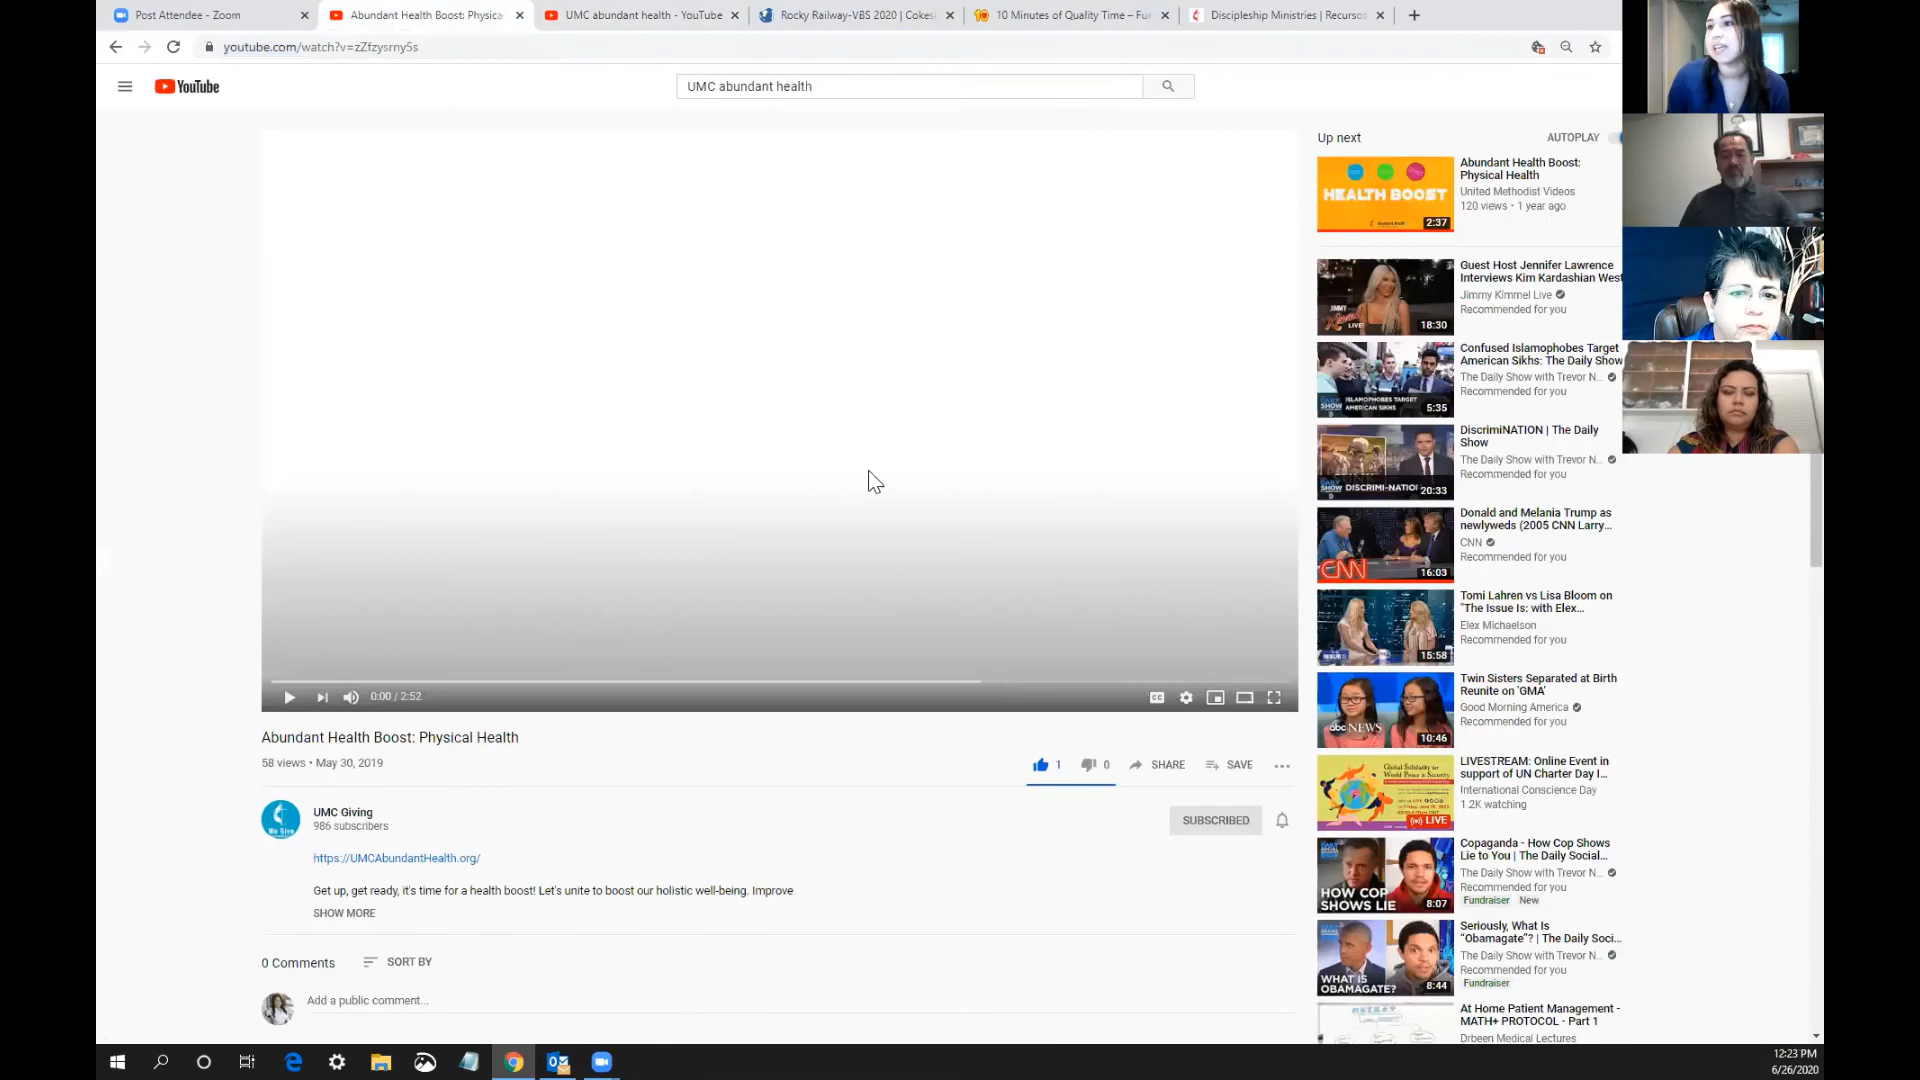 Post Attendee - Zoom
Abundant Health Boost: Physica
UMC abundant health - YouTube
Rocky Railway-VBS 2020 | Cokes
10 Minutes of Quality Time – Fu
Discipleship Ministries | Recursos
youtube.com/watch?v=zZfzysrny5s
YouTube
UMC abundant health
Up next
AUTOPLAY
HEALTH BOOST
2:37
Abundant Health Boost:
Physical Health
United Methodist Videos
120 views • 1 year ago
JIMMY
LIVE!
18:30
Guest Host Jennifer Lawrence
Interviews Kim Kardashian West
Jimmy Kimmel Live
Recommended for you
SHOW
ISLAMOPHOBES TARGET
AMERICAN SIKHS
5:35
Confused Islamophobes Target
American Sikhs: The Daily Show
The Daily Show with Trevor N...
Recommended for you
SHOW
DISCRIMI-NATIO
20:33
DiscrimiNATION | The Daily
Show
The Daily Show with Trevor N...
Recommended for you
CNN
16:03
Donald and Melania Trump as
newlyweds (2005 CNN Larry...
CNN
Recommended for you
ISSUE
15:58
Tomi Lahren vs Lisa Bloom on
"The Issue Is: with Elex...
Elex Michaelson
Recommended for you
abc NEWS
10:46
Twin Sisters Separated at Birth
Reunite on 'GMA'
Good Morning America
Recommended for you
Global Solidarity for
World Peace & Security
LIVE
LIVESTREAM: Online Event in
support of UN Charter Day I...
International Conscience Day
1.2K watching
HOW COP
SHOWS LIE
8:07
Copaganda - How Cop Shows
Lie to You | The Daily Social...
The Daily Show with Trevor N...
Recommended for you
Fundraiser New
WHAT IS
OBAMAGATE?
8:44
Seriously, What Is
“Obamagate”? | The Daily Soci...
The Daily Show with Trevor N...
Recommended for you
Fundraiser
At Home Patient Management -
MATH+ PROTOCOL - Part 1
Drbeen Medical Lectures
0:00 / 2:52
CC
Abundant Health Boost: Physical Health
58 views • May 30, 2019
1
0
SHARE
SAVE
We Give
UMC Giving
986 subscribers
SUBSCRIBED
https://UMCAbundantHealth.org/
Get up, get ready, it's time for a health boost! Let's unite to boost our holistic well-being. Improve
SHOW MORE
0 Comments
SORT BY
Add a public comment...
12:23 PM
6/26/2020